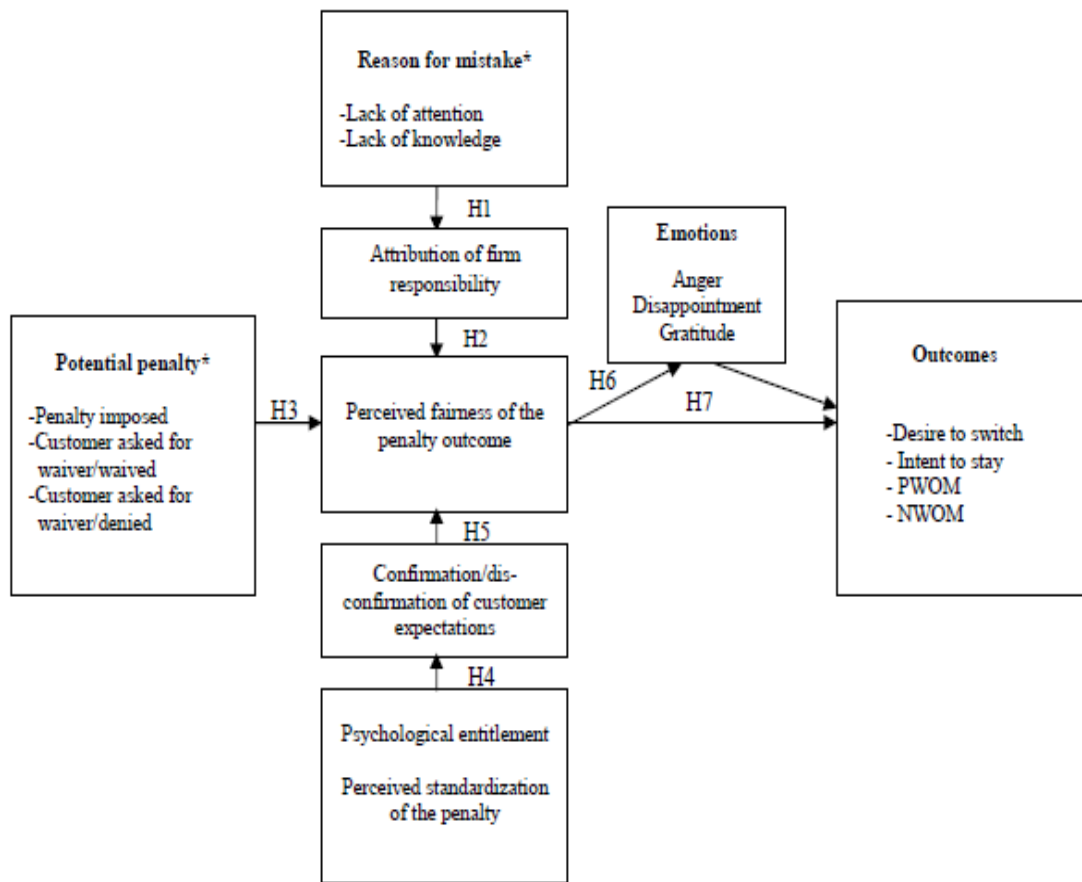 Reason for mistake*
-Lack of attention
-Lack of knowledge
H1
Attribution of firm
responsibility
H2
Emotions
Anger
Disappointment
Gratitude
Potential penalty*
-Penalty imposed
-Customer asked for
waiver/waived
-Customer asked for
waiver/denied
H3
Perceived fairness of the
penalty outcome
H6
H7
Outcomes
-Desire to switch
- Intent to stay
- PWOM
- NWOM
H5
Confirmation/dis-
confirmation of customer
expectations
H4
Psychological entitlement
Perceived standardization
of the penalty